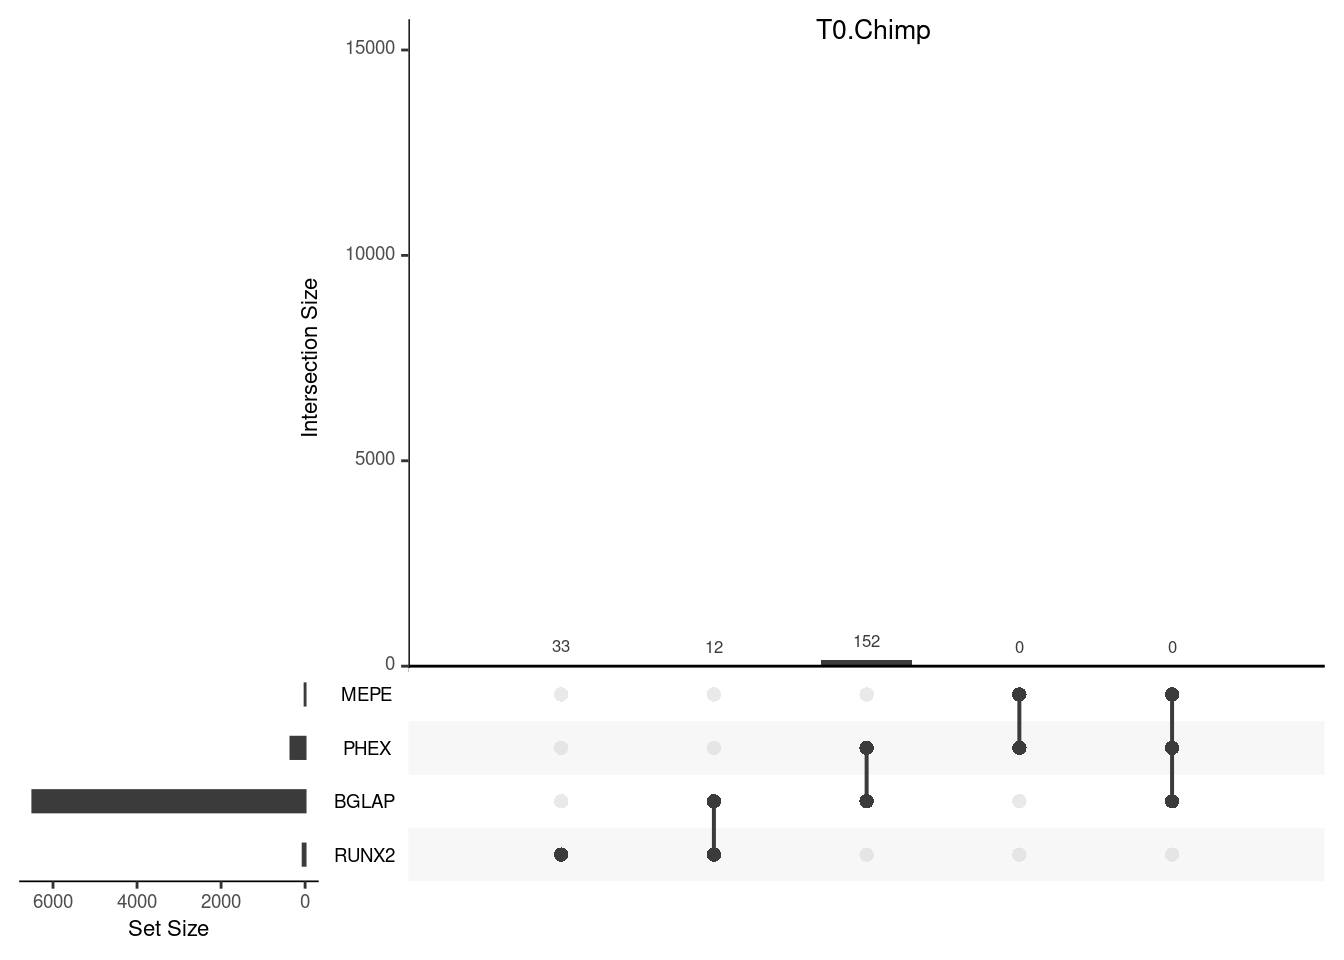 T0.Chimp
15000
10000
5000
0
Intersection Size
33 12 152 0 0
MEPE
PHEX
BGLAP
RUNX2
6000 4000 2000 0
Set Size